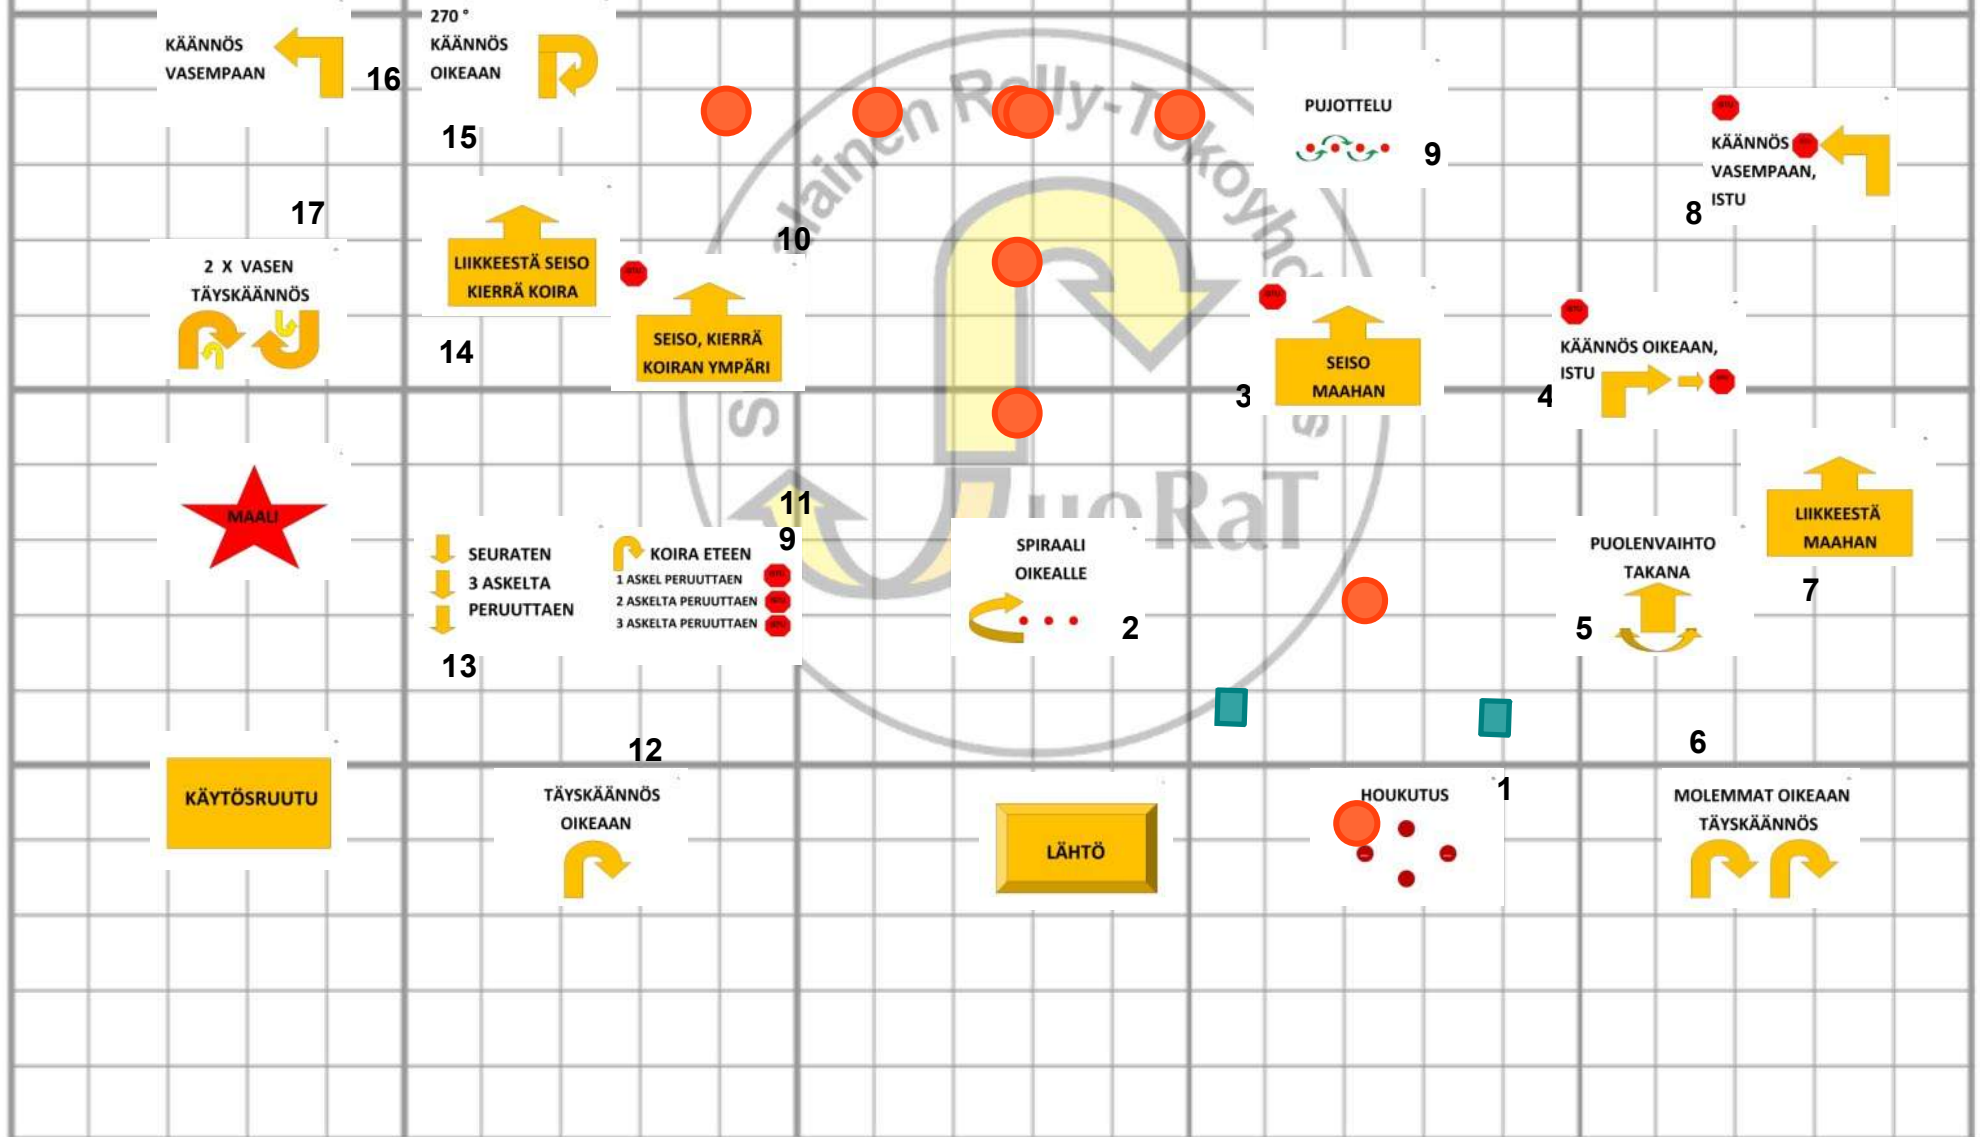 KÄÄNNÖS
VASEMPAAN
16
270 °
KÄÄNNÖS
OIKEAAN
15
PUJOTTELU
9
KÄÄNNÖS
VASEMPAAN,
ISTU
8
17
2 X VASEN
TÄYSKÄÄNNÖS
LIIKKEESTÄ SEISO
KIERRÄ KOIRA
14
10
SEISO, KIERRÄ
KOIRAN YMPÄRI
SEISO
MAAHAN
3
KÄÄNNÖS OIKEAAN,
ISTU
4
MAALI
11
9
SEURATEN
3 ASKELTA
PERUUTTAEN
13
KOIRA ETEEN
1 ASKEL PERUUTTAEN
2 ASKELTA PERUUTTAEN
3 ASKELTA PERUUTTAEN
SPIRAALI
OIKEALLE
2
PUOLENVAIHTO
TAKANA
5
LIIKKEESTÄ
MAAHAN
7
KÄYTÖSRUUTU
12
TÄYSKÄÄNNÖS
OIKEAAN
LÄHTÖ
HOUKUTUS
1
6
MOLEMMAT OIKEAAN
TÄYSKÄÄNNÖS